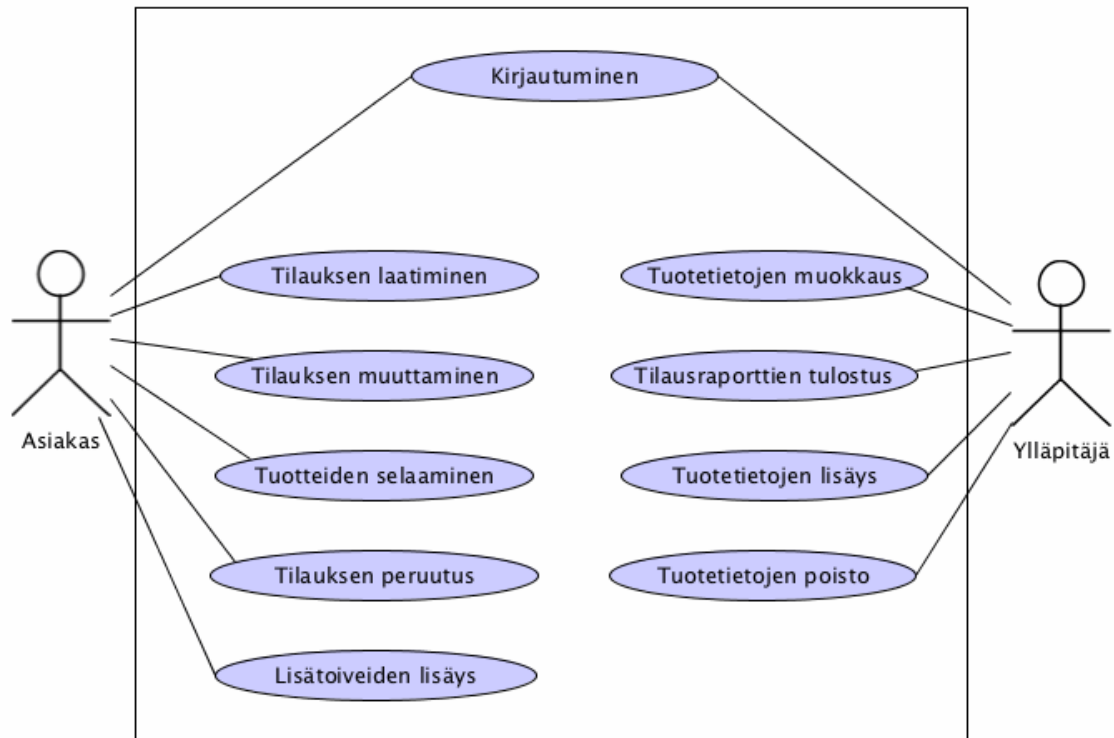 Kirjautuminen
Tilauksen laatiminen
Tuotetietojen muokkaus
Tilauksen muuttaminen
Tilausraporttien tulostus
Asiakas
Ylläpitäjä
Tuotteiden selaaminen
Tuotetietojen lisäys
Tilauksen peruutus
Tuotetietojen poisto
Lisätoiveiden lisäys